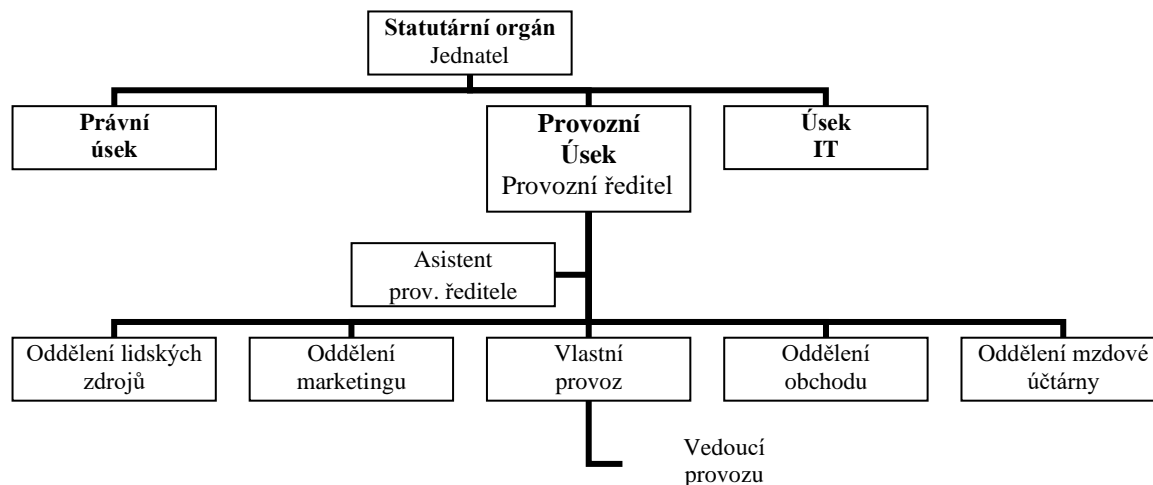 Statutární orgán
Jednatel
Právní
úsek
Provozní
Úsek
Provozní ředitel
Úsek
IT
Asistent
prov. ředitele
Oddělení lidských
zdrojů
Oddělení
marketingu
Vlastní
provoz
Oddělení
obchodu
Oddělení mzdové
účtárny
Vedoucí
provozu